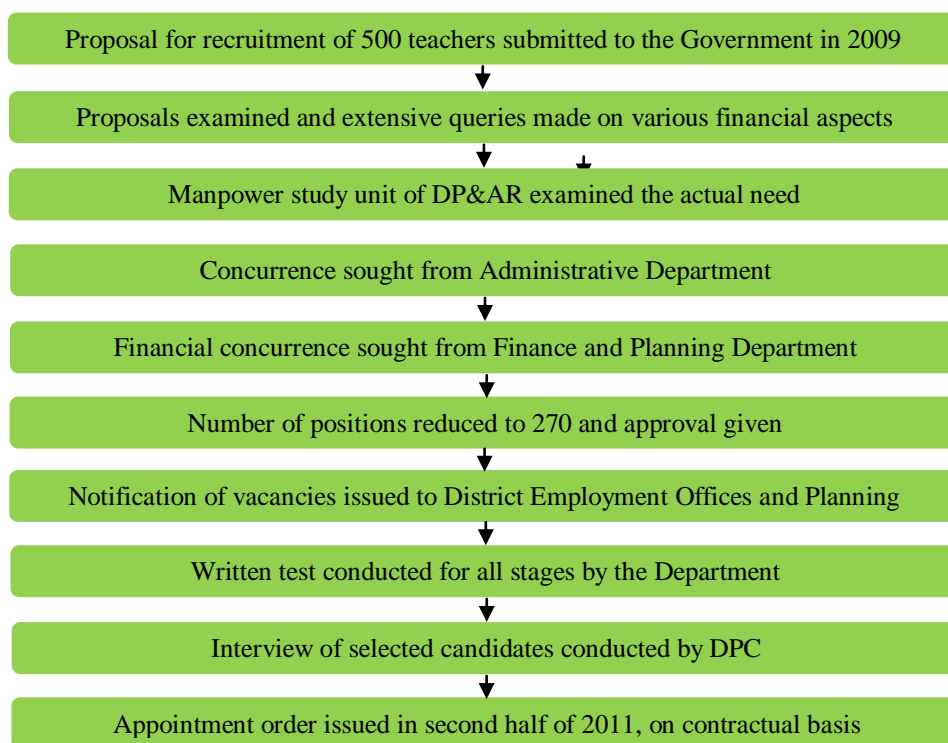 Proposal for recruitment of 500 teachers submitted to the Government in 2009
Proposals examined and extensive queries made on various financial aspects
Manpower study unit of DP&AR examined the actual need
Concurrence sought from Administrative Department
Financial concurrence sought from Finance and Planning Department
Number of positions reduced to 270 and approval given
Notification of vacancies issued to District Employment Offices and Planning
Written test conducted for all stages by the Department
Interview of selected candidates conducted by DPC
Appointment order issued in second half of 2011, on contractual basis